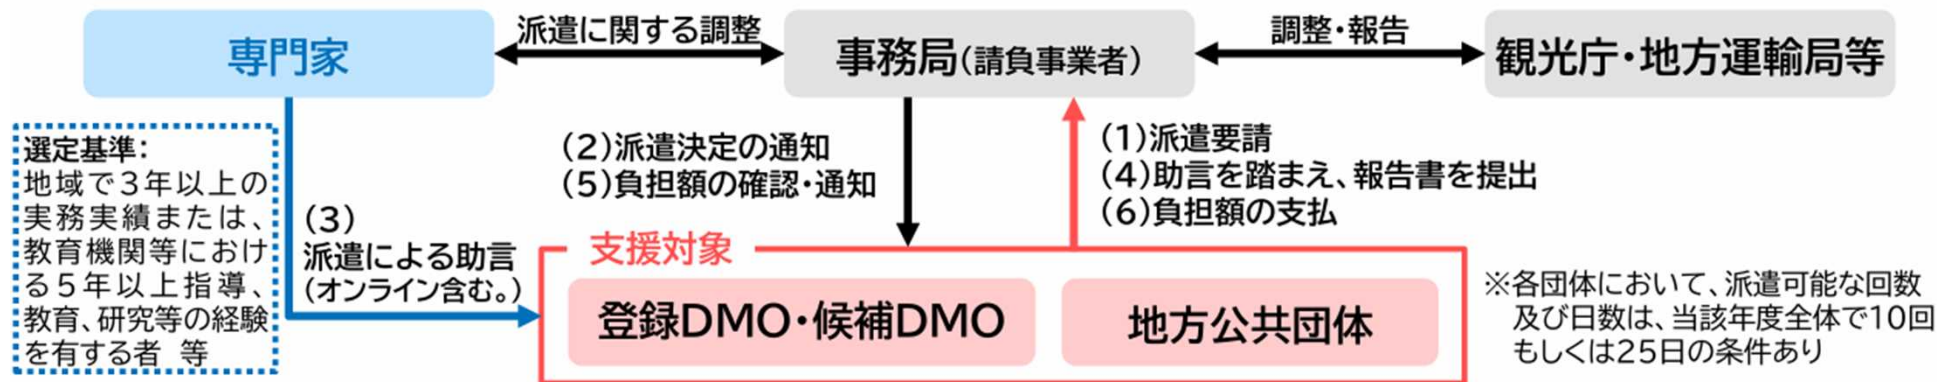 専門家
派遣に関する調整
事務局(請負事業者)
調整・報告
観光庁・地方運輸局等
選定基準:
地域で3年以上の
実務実績または、
教育機関等におけ
る5年以上指導、
教育、研究等の経験
を有する者 等
(3)
派遣による助言
(オンライン含む。)
(2)派遣決定の通知
(5)負担額の確認・通知
(1)派遣要請
(4)助言を踏まえ、報告書を提出
(6)負担額の支払
支援対象
登録DMO・候補DMO
地方公共団体
※各団体において、派遣可能な回数
及び日数は、当該年度全体で10回
もしくは25日の条件あり